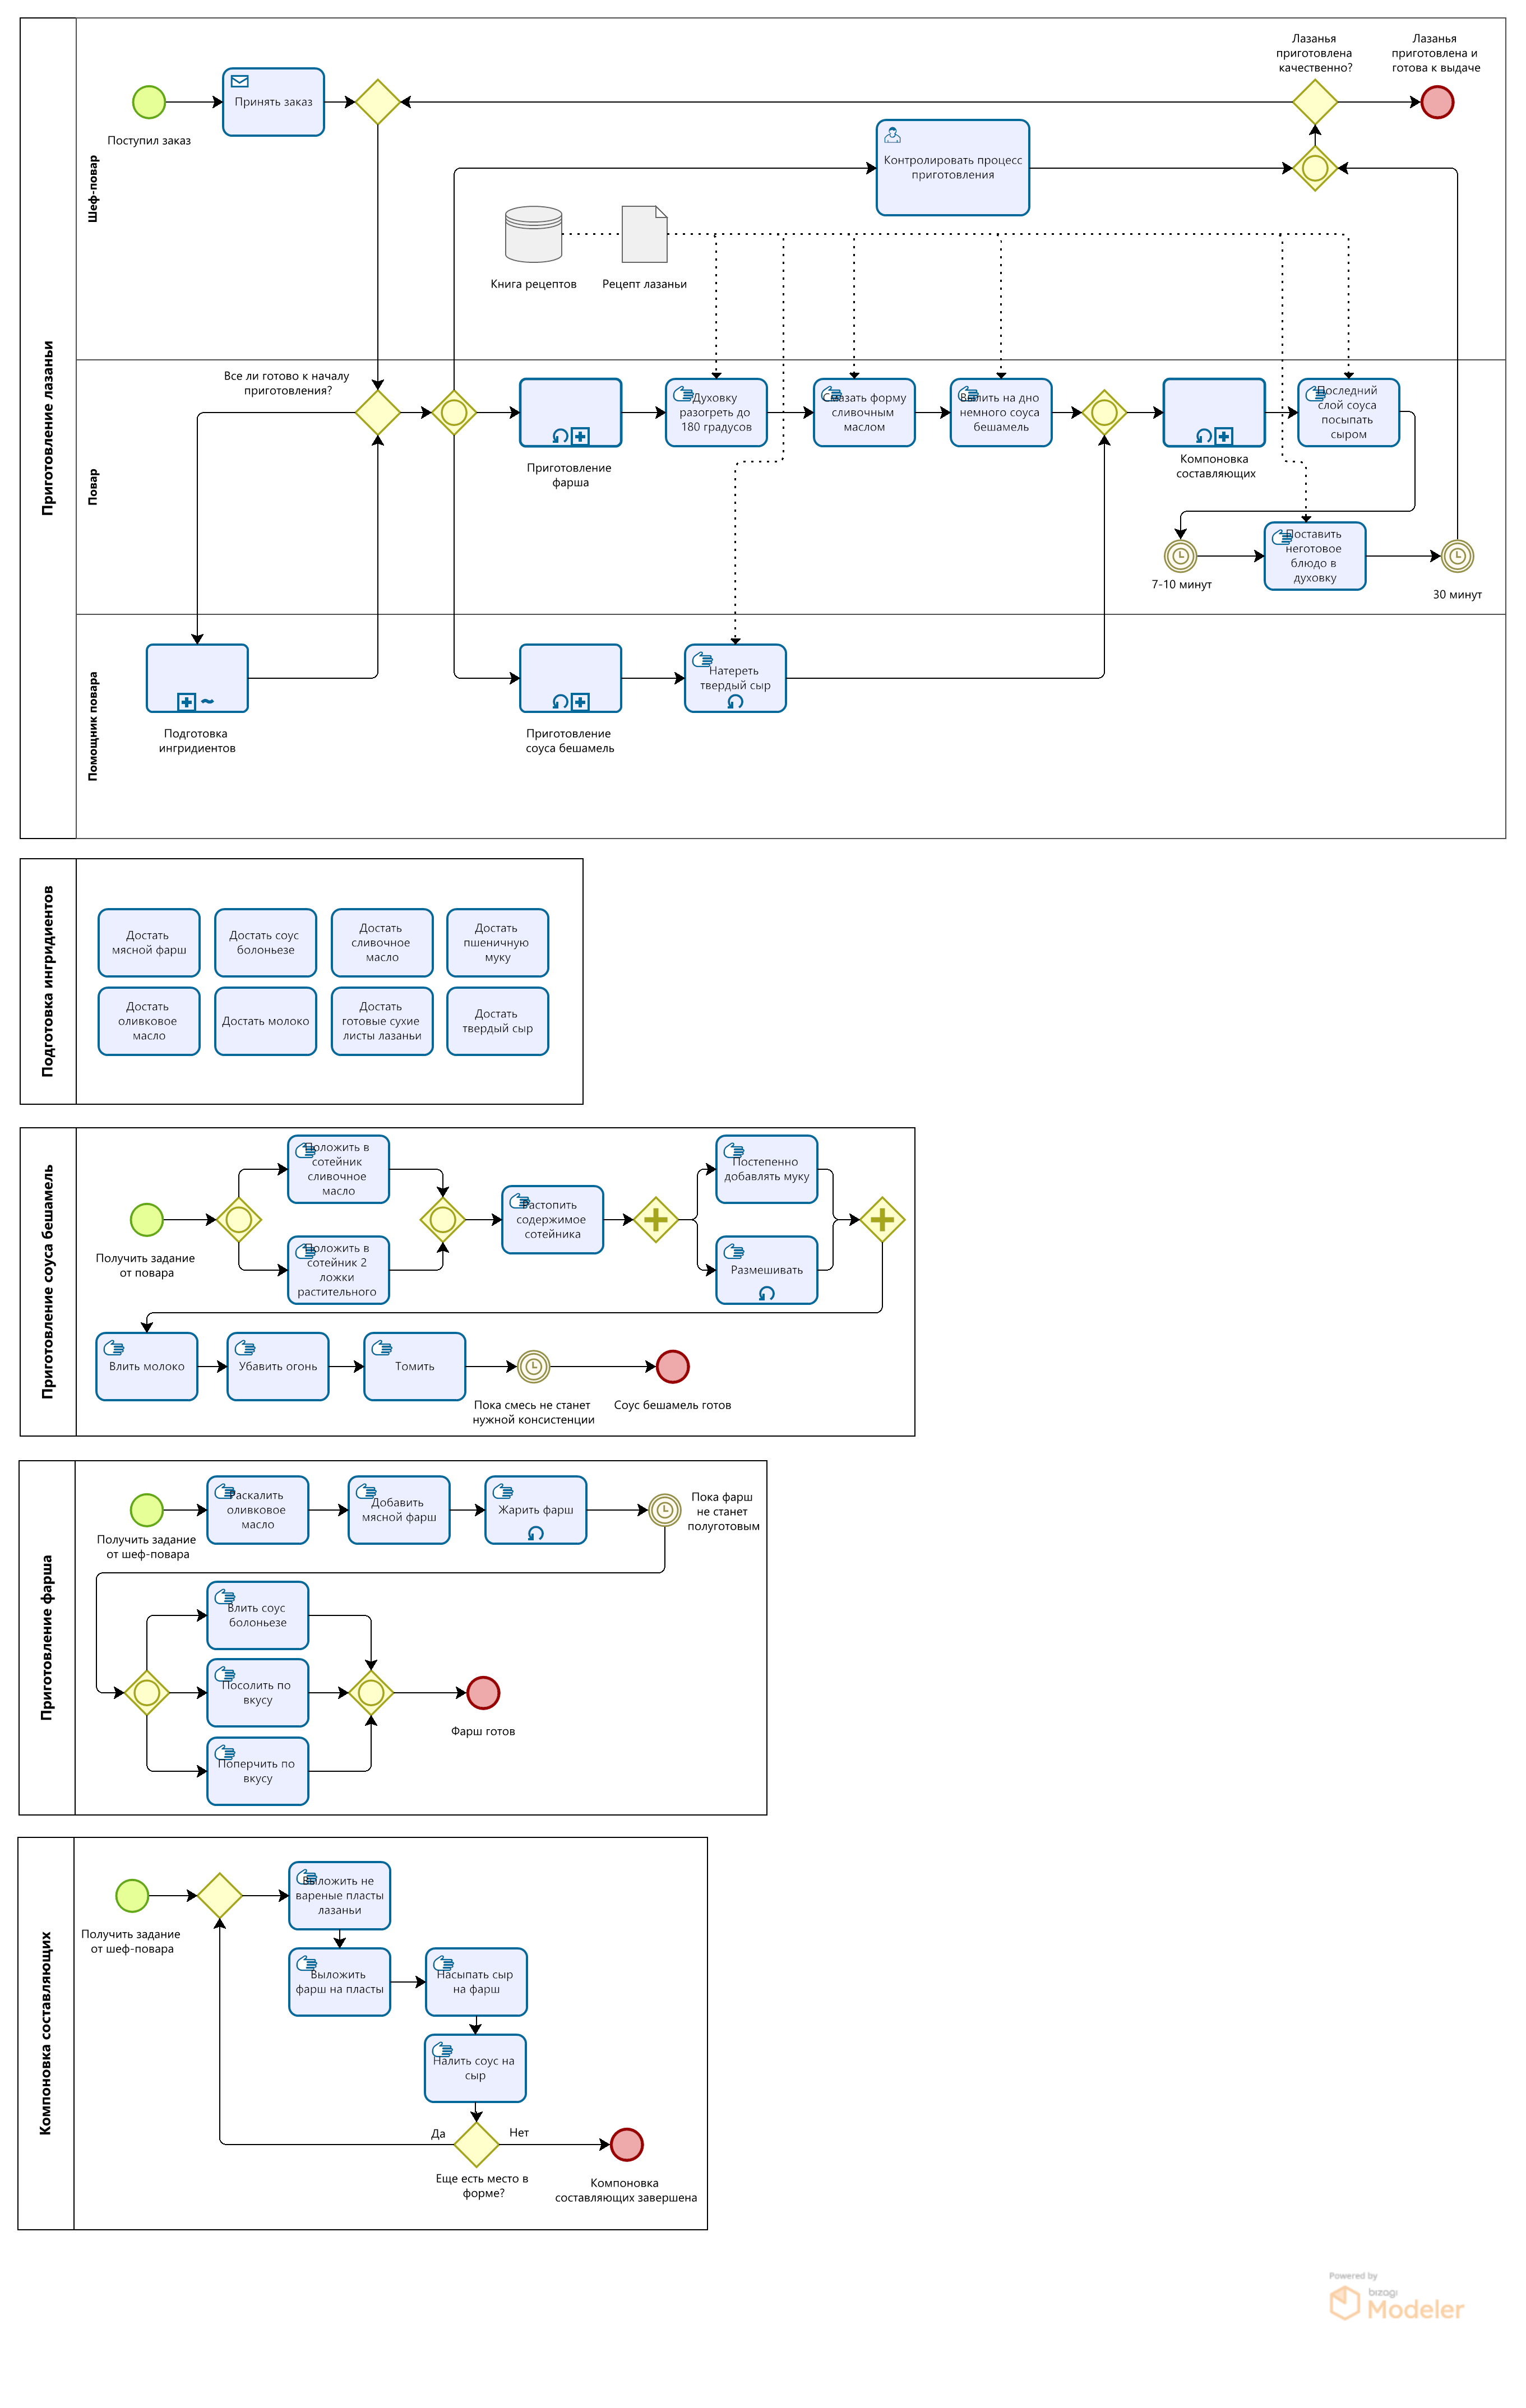 Приготовление лазаньи
Шеф-повар
Поступил заказ
Принять заказ
Лазанья
приготовлена
качественно?
Лазанья
приготовлена и
готова к выдаче
Контролировать процесс
приготовления
Книга рецептов
Рецепт лазаньи
Повар
Все ли готово к началу
приготовления?
Приготовление
фарша
Духовку
разогреть до
180 градусов
Смазать форму
сливочным
маслом
Вылить на дно
немного соуса
бешамель
Компоновка
составляющих
Последний
слой соуса
посыпать
сыром
7-10 минут
Поставить
неготовое
блюдо в
духовку
30 минут
Помощник повара
Подготовка
ингридиентов
Приготовление
соуса бешамель
Натереть
твердый сыр
Подготовка ингридиентов
Достать
мясной фарш
Достать соус
болоньезе
Достать
сливочное
масло
Достать
пшеничную
муку
Достать
оливковое
масло
Достать молоко
Достать
готовые сухие
листы лазаньи
Достать
твердый сыр
Приготовление соуса бешамель
Получить задание
от повара
Положить в
сотейник
сливочное
масло
Положить в
сотейник 2
ложки
растительного
Растопить
содержимое
сотейника
Постепенно
добавлять муку
Размешивать
Влить молоко
Убавить огонь
Томить
Пока смесь не станет
нужной консистенции
Соус бешамель готов
Приготовление фарша
Получить задание
от шеф-повара
Раскалить
оливковое
масло
Добавить
мясной фарш
Жарить фарш
Пока фарш
не станет
полуготовым
Влить соус
болоньезе
Посолить по
вкусу
Поперчить по
вкусу
Фарш готов
Компоновка составляющих
Получить задание
от шеф-повара
Выложить не
вареные пласты
лазаньи
Выложить
фарш на пласты
Насыпать сыр
на фарш
Налить соус на
сыр
Да
Нет
Еще есть место в
форме?
Компоновка
составляющих завершена
Powered by
bizagi
Modeler